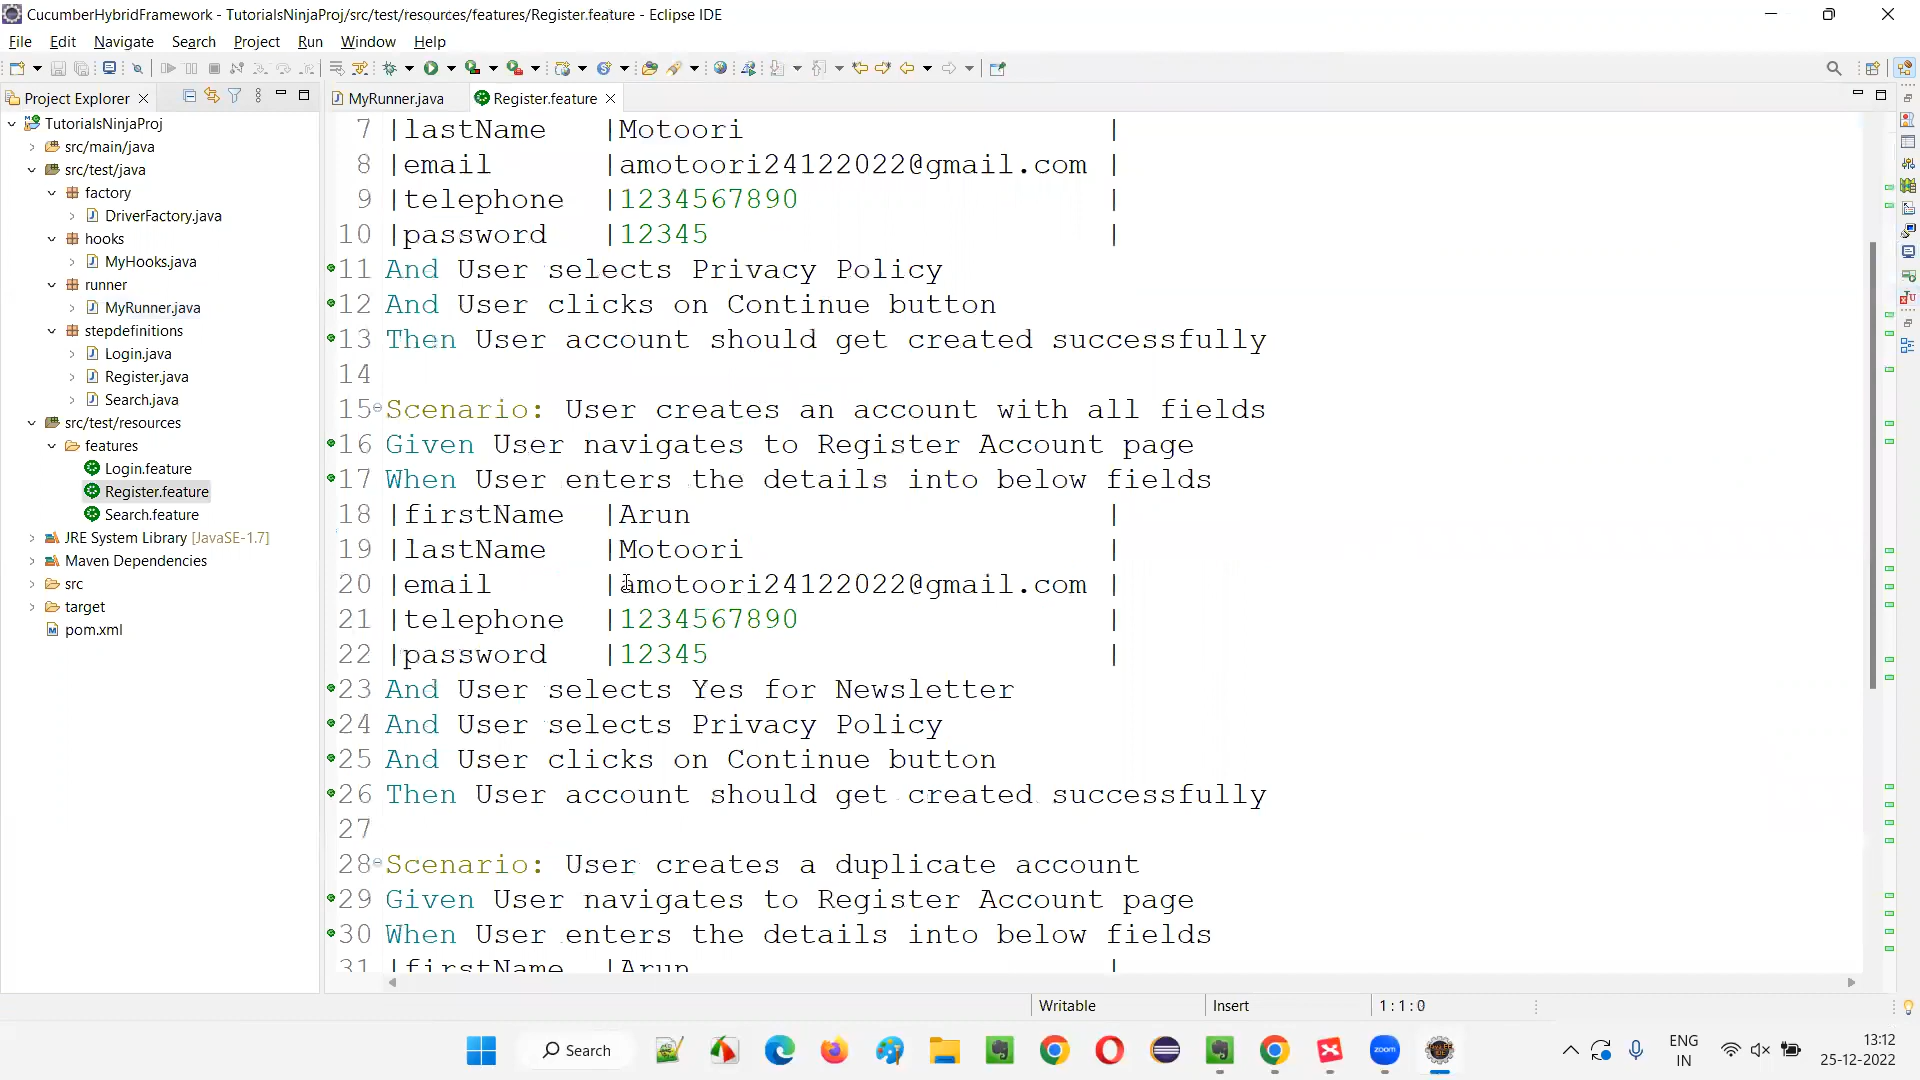 CucumberHybridFramework - TutorialsNinjaProj/src/test/resources/features/Register.feature - Eclipse IDE
File Edit Navigate Search Project Run Window Help
Project Explorer
TutorialsNinjaProj
src/main/java
src/test/java
factory
DriverFactory.java
hooks
MyHooks.java
runner
MyRunner.java
stepdefinitions
Login.java
Register.java
Search.java
src/test/resources
features
Login.feature
Register.feature
Search.feature
JRE System Library [JavaSE-1.7]
Maven Dependencies
src
target
pom.xml
MyRunner.java Register.feature
7 |lastName |Motoori |
8 |email |amotoori24122022@gmail.com |
9 |telephone |1234567890 |
10 |password |12345 |
11 And User selects Privacy Policy
12 And User clicks on Continue button
13 Then User account should get created successfully
14
15 Scenario: User creates an account with all fields
16 Given User navigates to Register Account page
17 When User enters the details into below fields
18 |firstName |Arun |
19 |lastName |Motoori |
20 |email |amotoori24122022@gmail.com |
21 |telephone |1234567890 |
22 |password |12345 |
23 And User selects Yes for Newsletter
24 And User selects Privacy Policy
25 And User clicks on Continue button
26 Then User account should get created successfully
27
28 Scenario: User creates a duplicate account
29 Given User navigates to Register Account page
30 When User enters the details into below fields
31 |firstName |Arun |
Writable Insert 1 : 1 : 0
Search
zoom
ENG
IN
13:12
25-12-2022